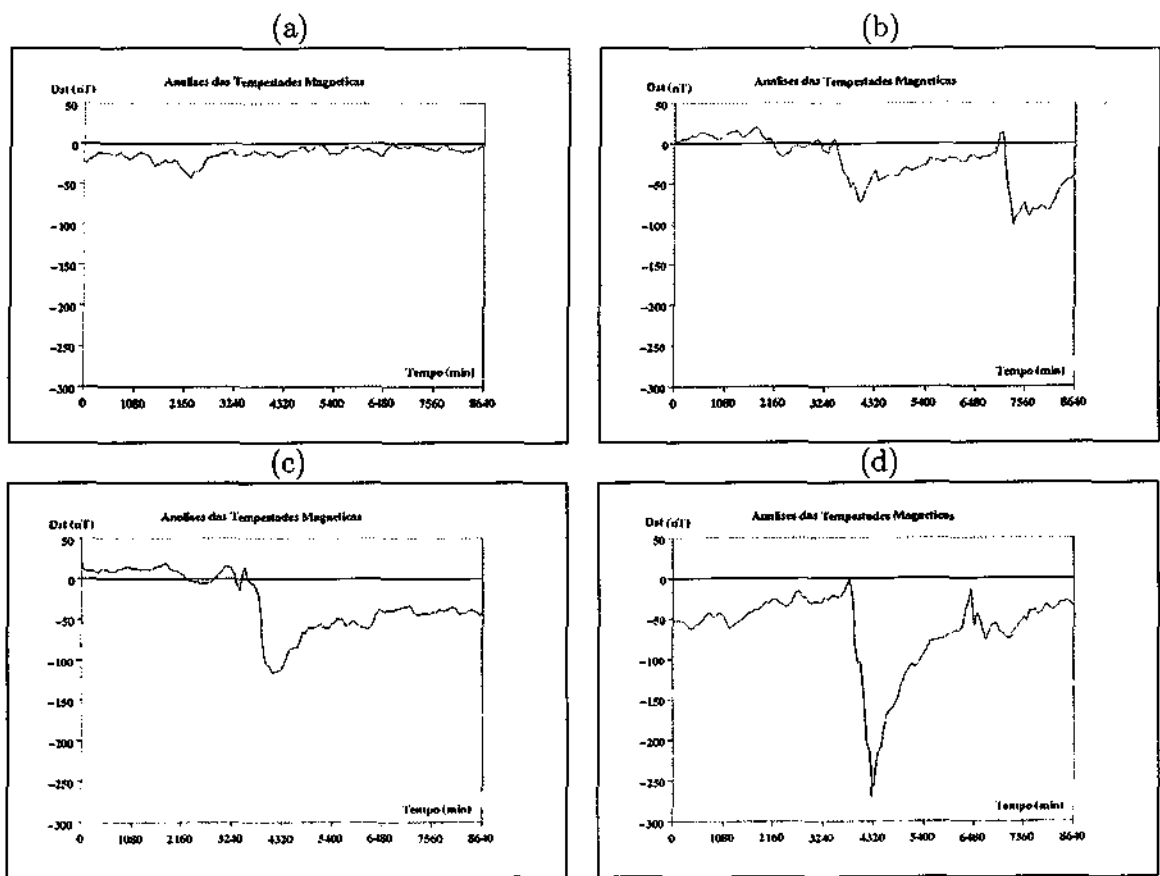 (a)
Analises das Tempestades Magneticas
Dst (nT)
50
0
−50
−100
−150
−200
−250
−300
Tempo (min)
0 1080 2160 3240 4320 5400 6480 7560 8640
(b)
Analises das Tempestades Magneticas
Dst (nT)
50
0
−50
−100
−150
−200
−250
−300
Tempo (min)
0 1080 2160 3240 4320 5400 6480 7560 8640
(c)
Analises das Tempestades Magneticas
Dst (nT)
50
0
−50
−100
−150
−200
−250
−300
Tempo (min)
0 1080 2160 3240 4320 5400 6480 7560 8640
(d)
Analises das Tempestades Magneticas
Dst (nT)
50
0
−50
−100
−150
−200
−250
−300
Tempo (min)
0 1080 2160 3240 4320 5400 6480 7560 8640